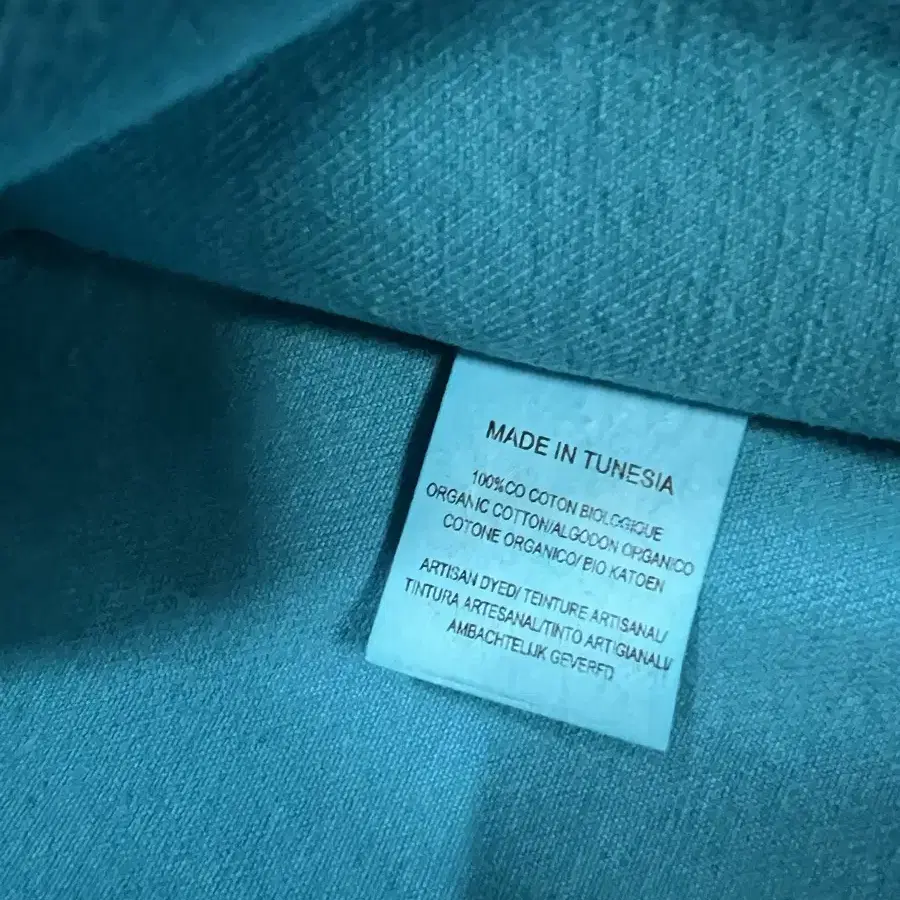 MADE IN TUNESIA
100%CO COTON BIOLOGIQUE
ORGANIC COTTON/ALGODON ORGANICO
COTONE ORGANICO/ BIO KATOEN
ARTISAN DYED/ TEINTURE ARTISANAL/
TINTURA ARTESANAL/TINTO ARTIGIANALI/
AMBACHTELIJK GEVERFD